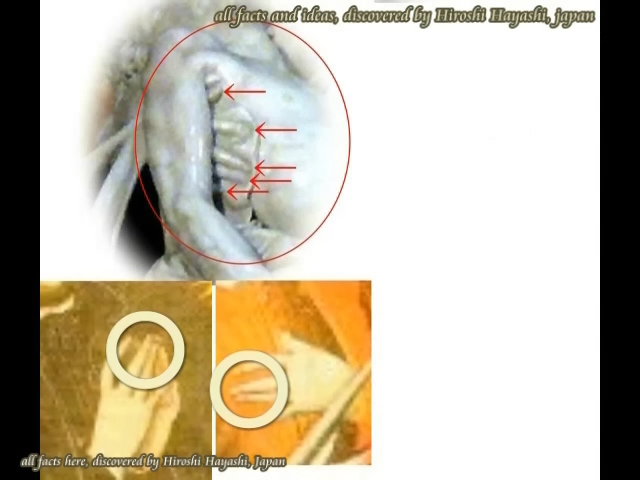 all facts and ideas, discovered by Hiroshi Hayashi, japan
all facts here, discovered by Hiroshi Hayashi, Japan